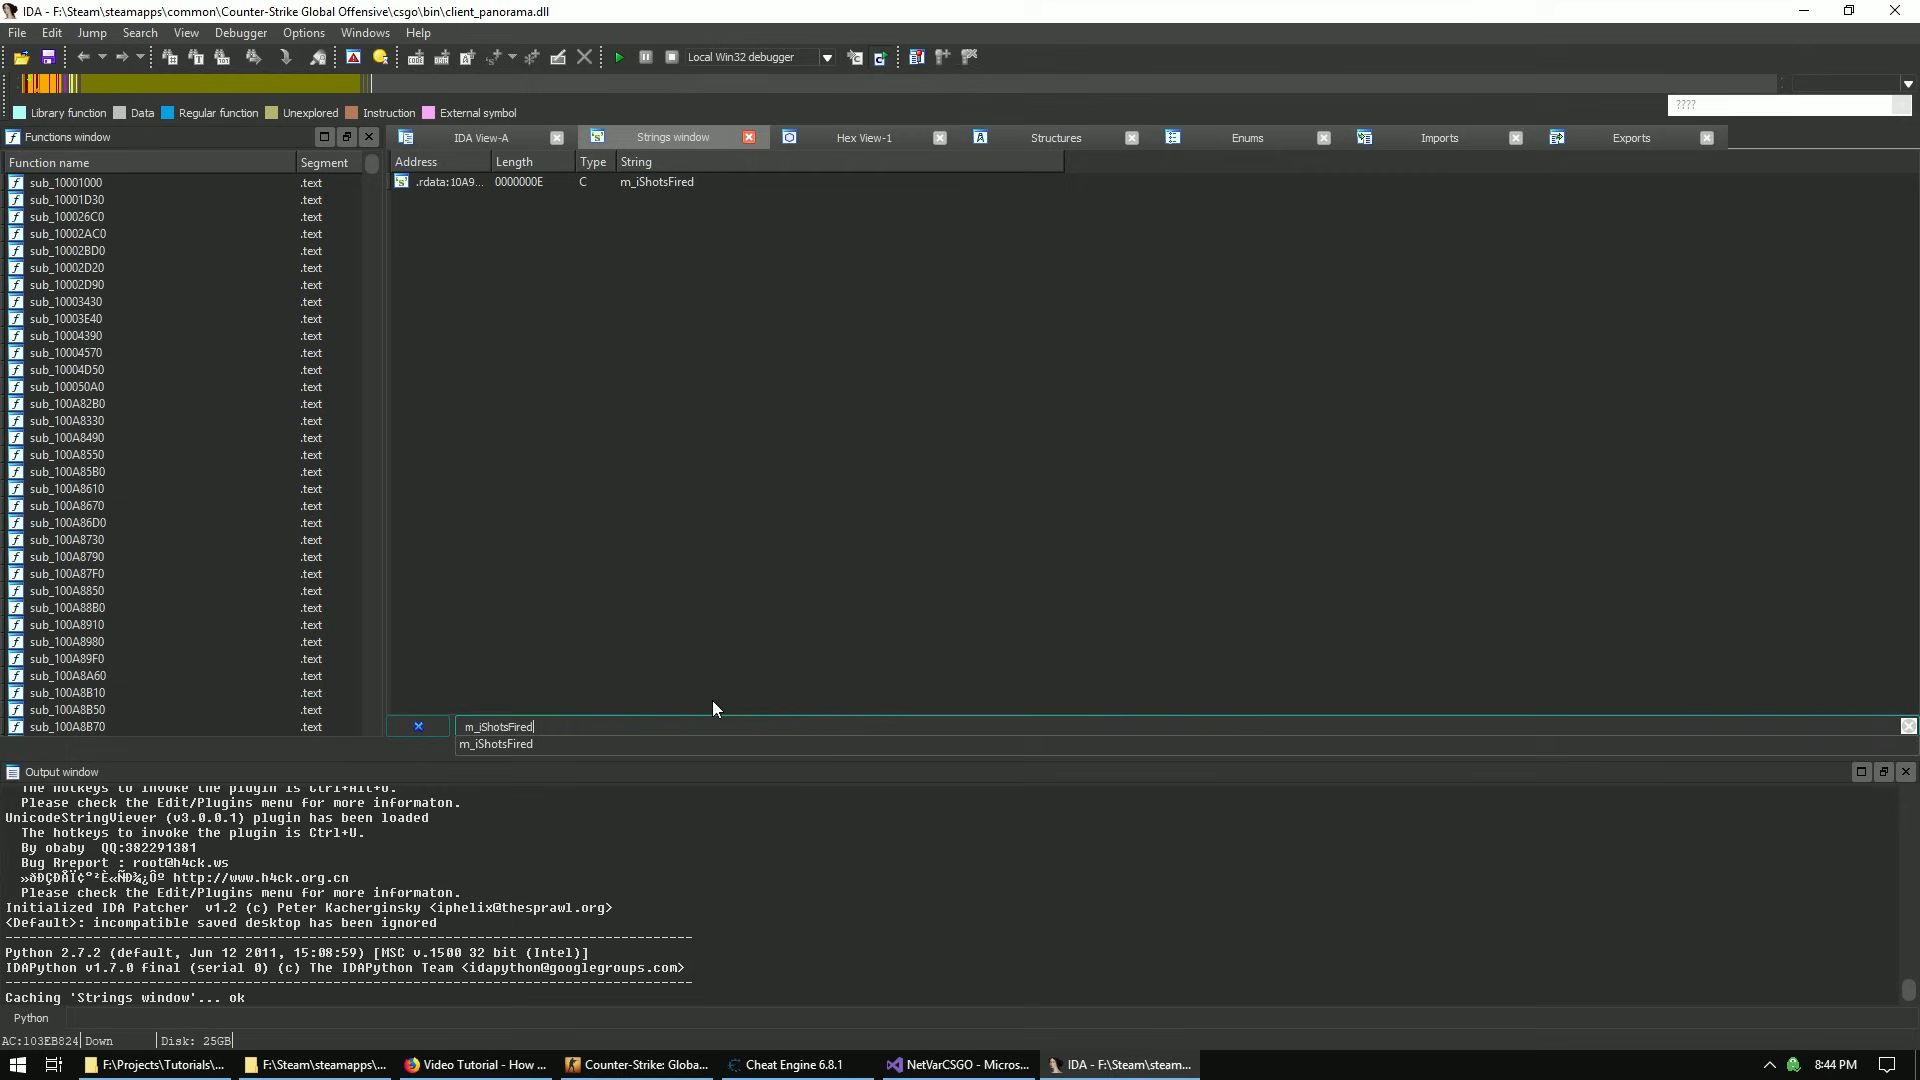 IDA - F:\Steam\steamapps\common\Counter-Strike Global Offensive\csgo\bin\client_panorama.dll
File Edit Jump Search View Debugger Options Windows Help
Local Win32 debugger
Library function Data Regular function Unexplored Instruction External symbol
????
Functions window
IDA View-A Strings window Hex View-1 Structures Enums Imports Exports
Function name Segment
Address Length Type String
.rdata:10A9... 0000000E C m_iShotsFired
sub_10001000 .text
sub_10001D30 .text
sub_100026C0 .text
sub_10002AC0 .text
sub_10002BD0 .text
sub_10002D20 .text
sub_10002D90 .text
sub_10003430 .text
sub_10003E40 .text
sub_10004390 .text
sub_10004570 .text
sub_10004D50 .text
sub_100050A0 .text
sub_100A82B0 .text
sub_100A8330 .text
sub_100A8490 .text
sub_100A8550 .text
sub_100A85B0 .text
sub_100A8610 .text
sub_100A8670 .text
sub_100A86D0 .text
sub_100A8730 .text
sub_100A8790 .text
sub_100A87F0 .text
sub_100A8850 .text
sub_100A88B0 .text
sub_100A8910 .text
sub_100A8980 .text
sub_100A89F0 .text
sub_100A8A60 .text
sub_100A8B10 .text
sub_100A8B50 .text
sub_100A8B70 .text
m_iShotsFired
m_iShotsFired
Output window
The hotkeys to invoke the plugin is Ctrl+Alt+U.
Please check the Edit/Plugins menu for more informaton.
UnicodeStringViever (v3.0.0.1) plugin has been loaded
The hotkeys to invoke the plugin is Ctrl+U.
By obaby QQ:382291381
Bug Rreport : root@h4ck.ws
http://www.h4ck.org.cn
Please check the Edit/Plugins menu for more informaton.
Initialized IDA Patcher v1.2 (c) Peter Kacherginsky <iphelix@thesprawl.org>
<Default>: incompatible saved desktop has been ignored
Python 2.7.2 (default, Jun 12 2011, 15:08:59) [MSC v.1500 32 bit (Intel)]
IDAPython v1.7.0 final (serial 0) (c) The IDAPython Team <idapython@googlegroups.com>
Caching 'Strings window'... ok
Python
AC:103EB824 Down Disk: 25GB
F:\Projects\Tutorials\... F:\Steam\steamapps\... Video Tutorial - How ... Counter-Strike: Globa... Cheat Engine 6.8.1 NetVarCSGO - Micros... IDA - F:\Steam\steam... 8:44 PM